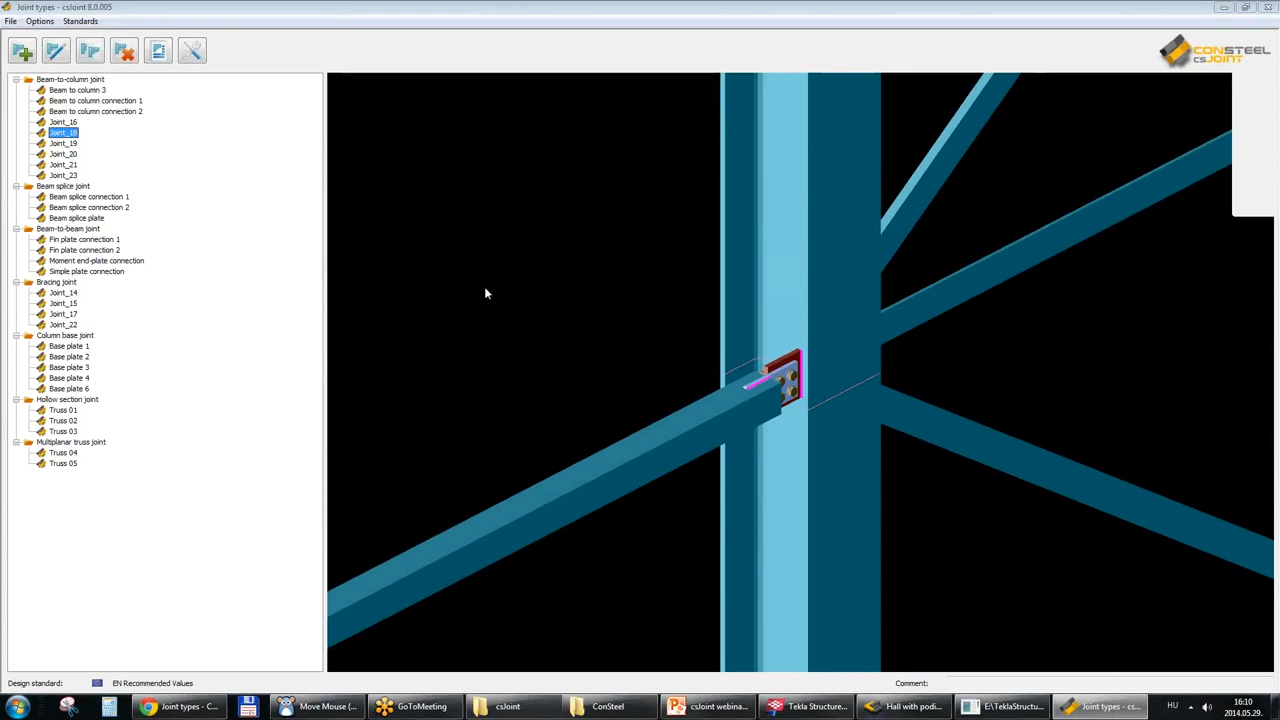 Joint types - csJoint 8.0.005
File Options Standards
CONSTEEL
CSJOINT
Beam-to-column joint
Beam to column 3
Beam to column connection 1
Beam to column connection 2
Joint_16
Joint_18
Joint_19
Joint_20
Joint_21
Joint_23
Beam splice joint
Beam splice connection 1
Beam splice connection 2
Beam splice plate
Beam-to-beam joint
Fin plate connection 1
Fin plate connection 2
Moment end-plate connection
Simple plate connection
Bracing joint
Joint_14
Joint_15
Joint_17
Joint_22
Column base joint
Base plate 1
Base plate 2
Base plate 3
Base plate 4
Base plate 6
Hollow section joint
Truss 01
Truss 02
Truss 03
Multiplanar truss joint
Truss 04
Truss 05
Design standard: EN Recommended Values Comment:
Joint types - C... Move Mouse (... GoToMeeting csJoint ConSteel csJoint webina... Tekla Structure... Hall with podi... E:\TeklaStructu... Joint types - cs... HU 16:10
2014.05.29.